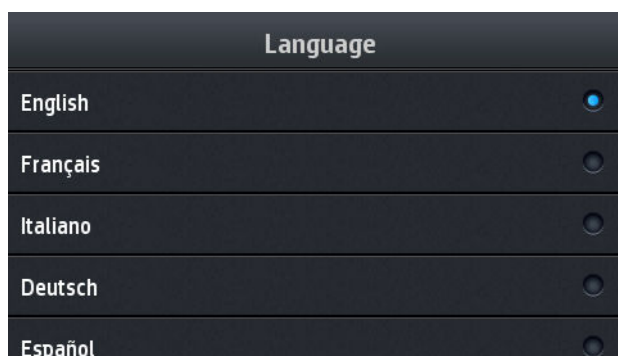 Language
English
Français
Italiano
Deutsch
Español